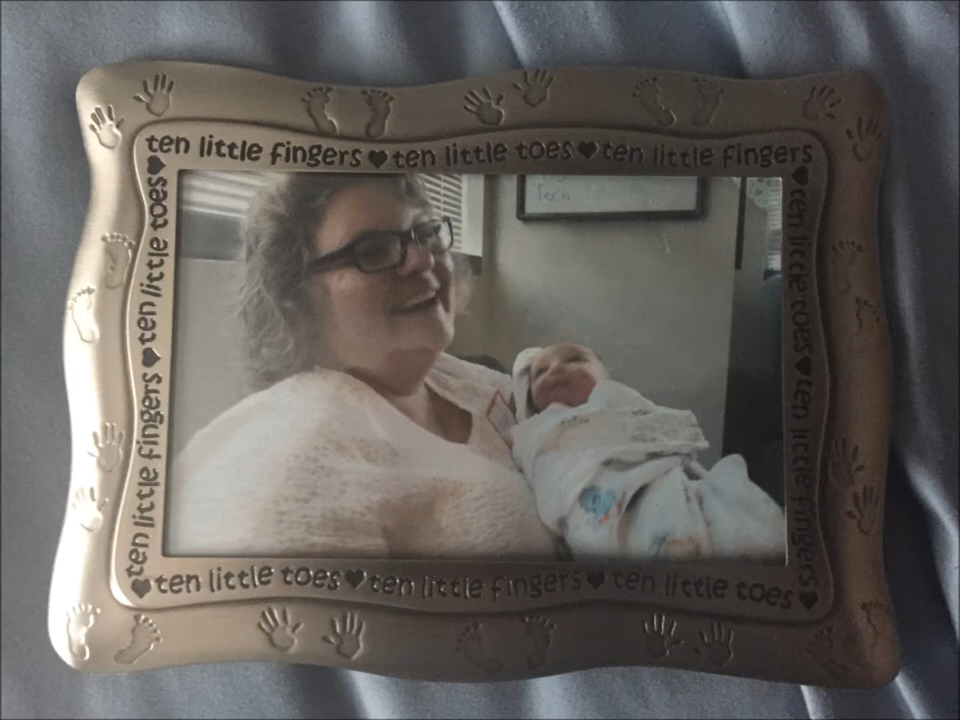 ten little fingers ♥ ten little toes ♥ ten little fingers
♥ ten little toes ♥ ten little fingers ♥
ten little fingers ♥ ten little toes ♥
♥ ten little toes ♥ ten little fingers ♥ ten little toes
Tech